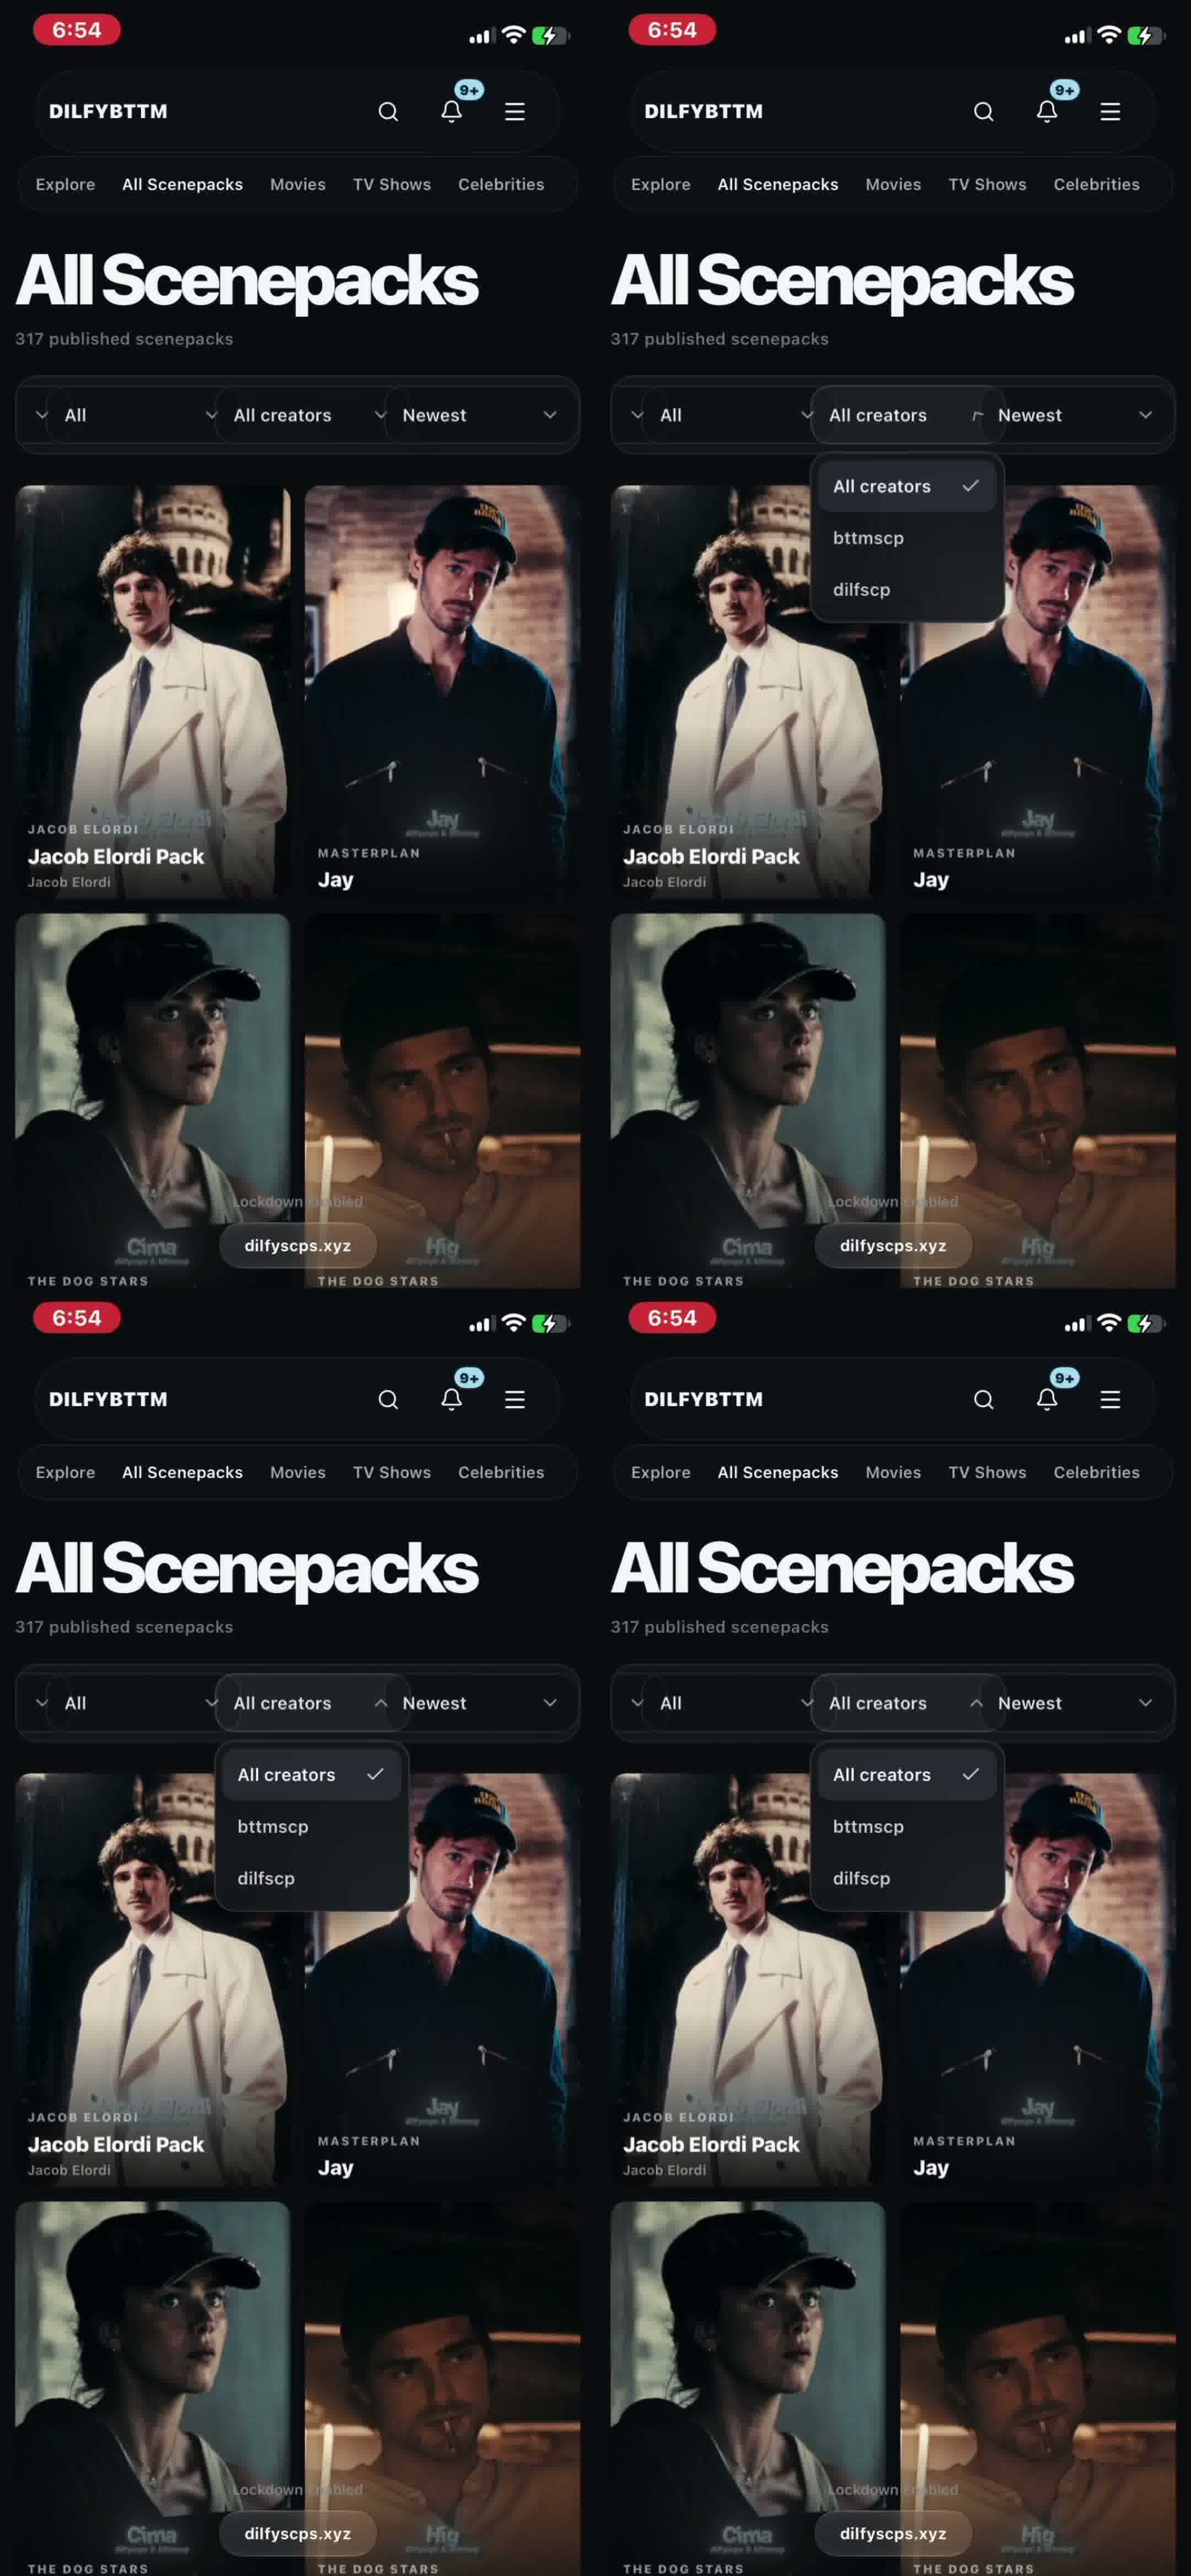 6:54
9+
DILFYBTTM
Explore All Scenepacks Movies TV Shows Celebrities
All Scenepacks
317 published scenepacks
All All creators Newest
JACOB ELORDI
Jacob Elordi Pack
Jacob Elordi
Jay
MASTERPLAN
Jay
Lockdown Enabled
Cima
dilfyscps.xyz
Hig
THE DOG STARS
THE DOG STARS
6:54
9+
DILFYBTTM
Explore All Scenepacks Movies TV Shows Celebrities
All Scenepacks
317 published scenepacks
All All creators Newest
All creators
bttmscp
dilfscp
JACOB ELORDI
Jacob Elordi Pack
Jacob Elordi
Jay
MASTERPLAN
Jay
Lockdown Enabled
Cima
dilfyscps.xyz
Hig
THE DOG STARS
THE DOG STARS
6:54
9+
DILFYBTTM
Explore All Scenepacks Movies TV Shows Celebrities
All Scenepacks
317 published scenepacks
All All creators Newest
All creators
bttmscp
dilfscp
JACOB ELORDI
Jacob Elordi Pack
Jacob Elordi
Jay
MASTERPLAN
Jay
Lockdown Enabled
Cima
dilfyscps.xyz
Hig
THE DOG STARS
THE DOG STARS
6:54
9+
DILFYBTTM
Explore All Scenepacks Movies TV Shows Celebrities
All Scenepacks
317 published scenepacks
All All creators Newest
All creators
bttmscp
dilfscp
JACOB ELORDI
Jacob Elordi Pack
Jacob Elordi
Jay
MASTERPLAN
Jay
Lockdown Enabled
Cima
dilfyscps.xyz
Hig
THE DOG STARS
THE DOG STARS